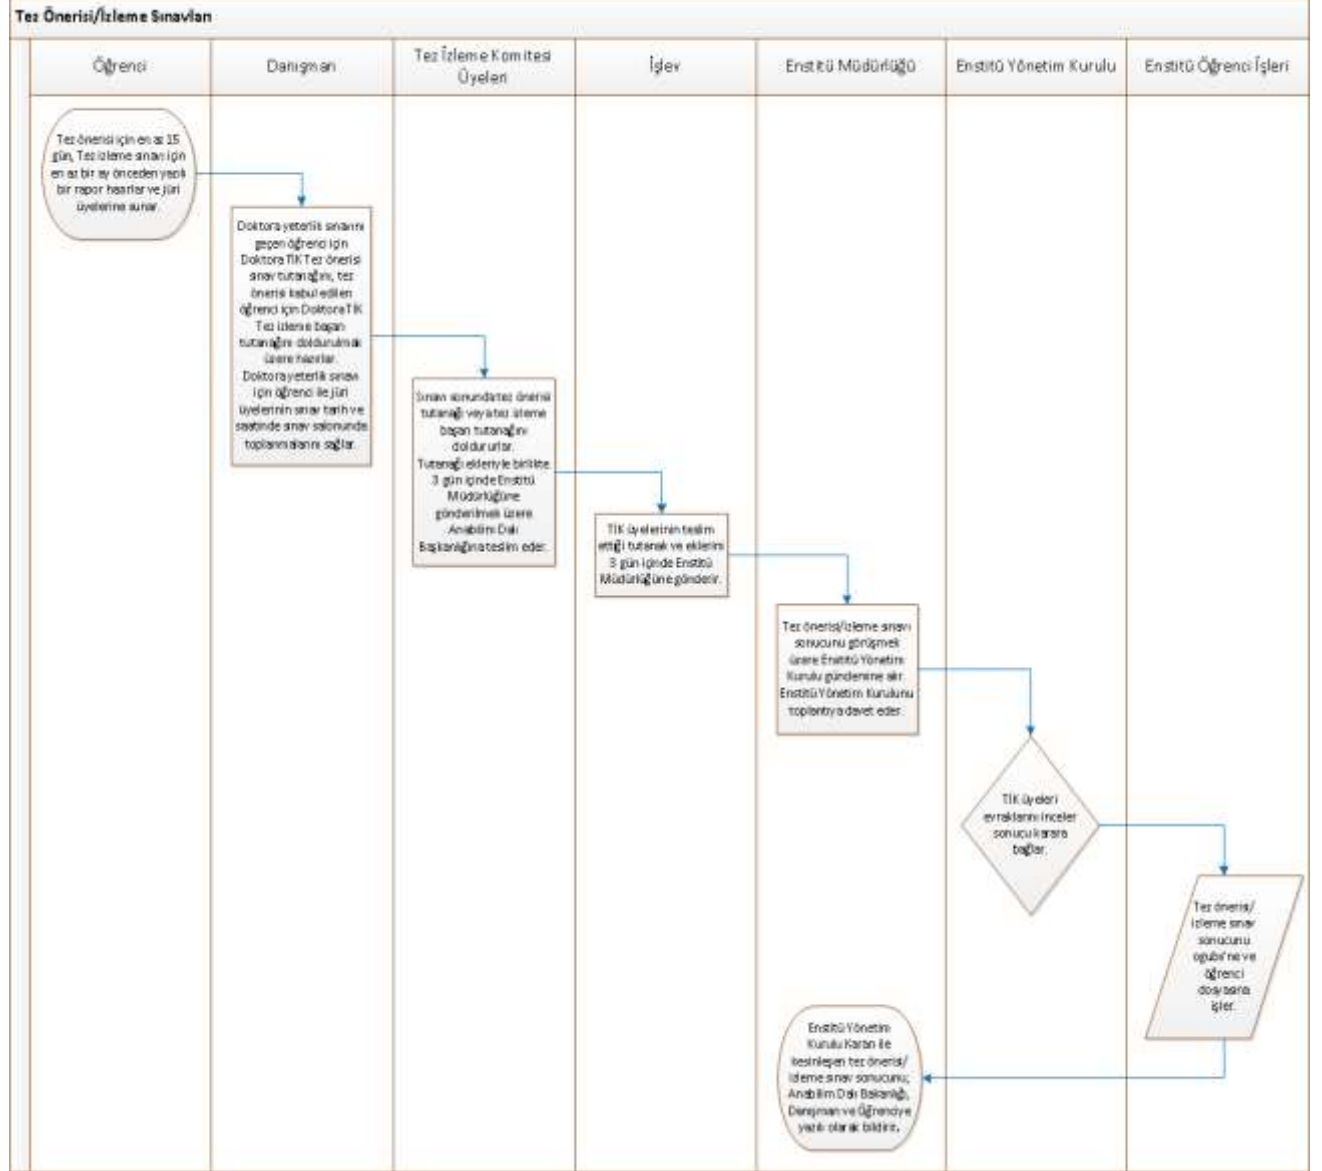 Tez Önerisi/İzleme Sınavları
Öğrenci
Danışman
Tez İzleme Komitesi
Üyeleri
İşlev
Enstitü Müdürlüğü
Enstitü Yönetim Kurulu
Enstitü Öğrenci İşleri
Tez önerisi için en az 15
gün, Tez izleme sınavı için
en az bir ay önceden yazılı
bir rapor hazırlar ve jüri
üyelerine sunar.
Doktora yeterlik sınavını
geçen öğrenci için
Doktora TİK Tez önerisi
sınav tutanağını, tez
önerisi kabul edilen
öğrenci için Doktora TİK
Tez izleme başarı
tutanağını doldurulmak
üzere hazırlar.
Doktora yeterlik sınavı
için öğrenci ile jüri
üyelerinin sınav tarih ve
saatinde sınav salonunda
toplanmalarını sağlar.
Sınav sonunda tez önerisi
tutanağı veya tez izleme
başarı tutanağını
doldururlar.
Tutanağı ekleriyle birlikte
3 gün içinde Enstitü
Müdürlüğüne
gönderilmek üzere
Anabilim Dalı
Başkanlığına teslim eder.
TİK üyelerinin teslim
ettiği tutanak ve eklerini
3 gün içinde Enstitü
Müdürlüğüne gönderir.
Tez önerisi/izleme sınavı
sonucunu görüşmek
üzere Enstitü Yönetim
Kurulu gündemine alır.
Enstitü Yönetim Kurulunu
toplantıya davet eder.
TİK üyeleri
evraklarını inceler
sonucu karara
bağlar.
Tez önerisi/
izleme sınav
sonucunu
ogubs'ne ve
öğrenci
dosyasına
işler.
Enstitü Yönetim
Kurulu Kararı ile
kesinleşen tez önerisi/
izleme sınav sonucunu;
Anabilim Dalı Bakanlığı,
Danışman ve Öğrenciye
yazılı olarak bildirir.